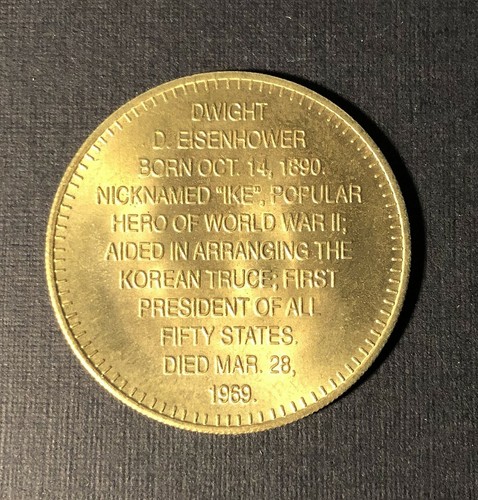 DWIGHT
D. EISENHOWER
BORN OCT. 14, 1890.
NICKNAMED "IKE", POPULAR
HERO OF WORLD WAR II;
AIDED IN ARRANGING THE
KOREAN TRUCE; FIRST
PRESIDENT OF ALL
FIFTY STATES.
DIED MAR. 28,
1969.